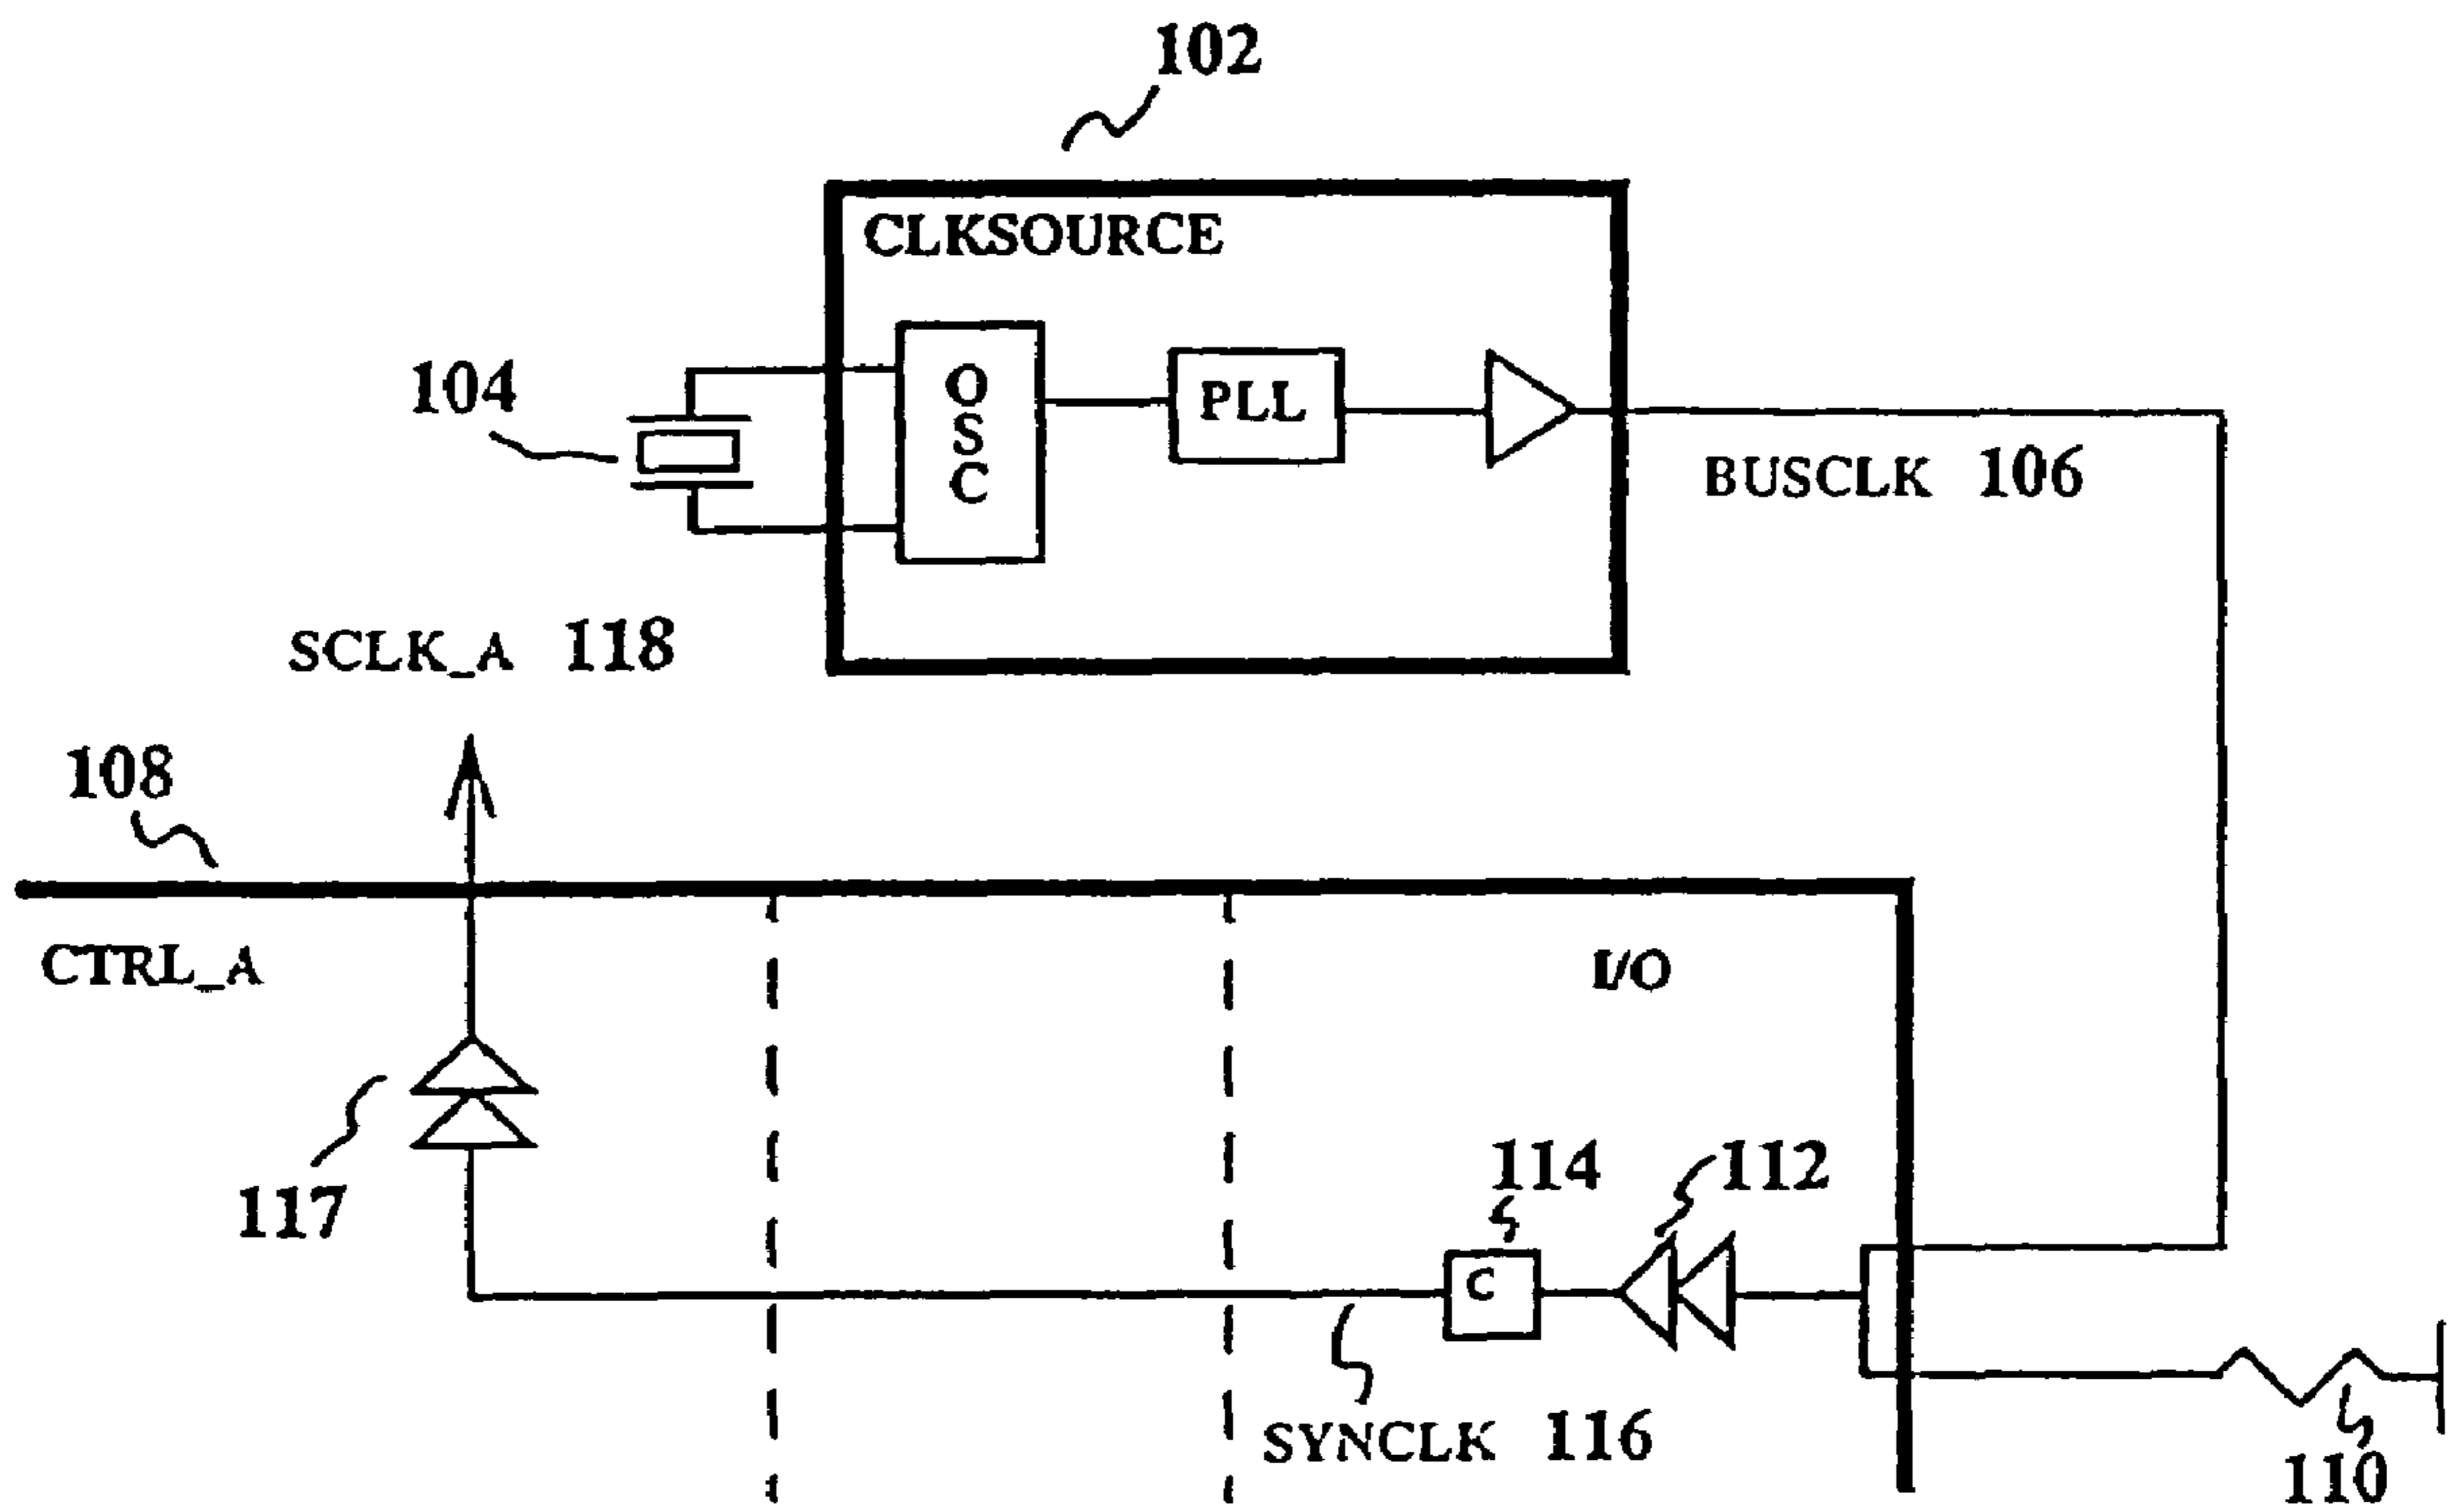 102
CLKSOURCE
104
O
S
C
PLL
BUSCLK 106
SCLK_A 118
108
CTRL_A
I/O
117
114
112
C
SYNCLK 116
110